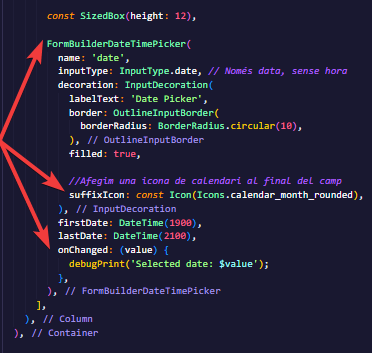 const SizedBox(height: 12),
FormBuilderDateTimePicker(
name: 'date',
inputType: InputType.date, // Només data, sense hora
decoration: InputDecoration(
labelText: 'Date Picker',
border: OutlineInputBorder(
borderRadius: BorderRadius.circular(10),
), // OutlineInputBorder
filled: true,
//Afegim una icona de calendari al final del camp
suffixIcon: const Icon(Icons.calendar_month_rounded),
), // InputDecoration
firstDate: DateTime(1900),
lastDate: DateTime(2100),
onChanged: (value) {
debugPrint('Selected date: $value');
},
), // FormBuilderDateTimePicker
],
), // Column
), // Container